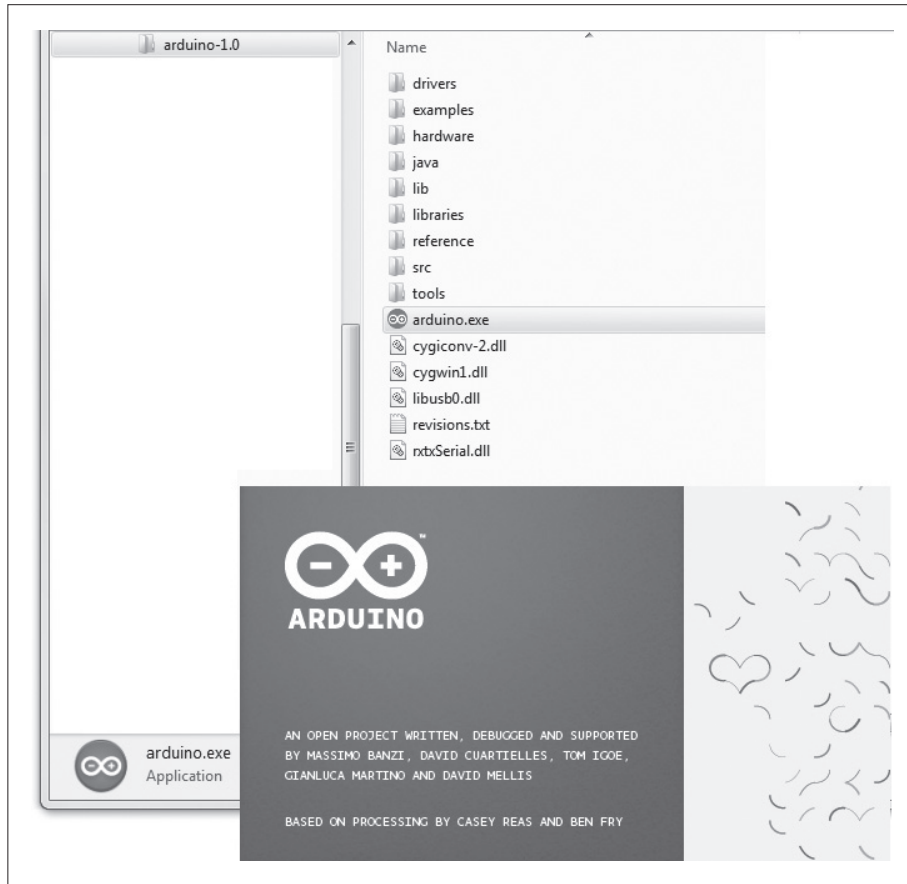 arduino-1.0
Name
drivers
examples
hardware
java
lib
libraries
reference
src
tools
arduino.exe
cygiconv-2.dll
cygwin1.dll
libusb0.dll
revisions.txt
rxtxSerial.dll
ARDUINO
TM
AN OPEN PROJECT WRITTEN, DEBUGGED AND SUPPORTED
BY MASSIMO BANZI, DAVID CUARTIELLES, TOM IGOE,
GIANLUCA MARTINO AND DAVID MELLIS
BASED ON PROCESSING BY CASEY REAS AND BEN FRY
arduino.exe
Application